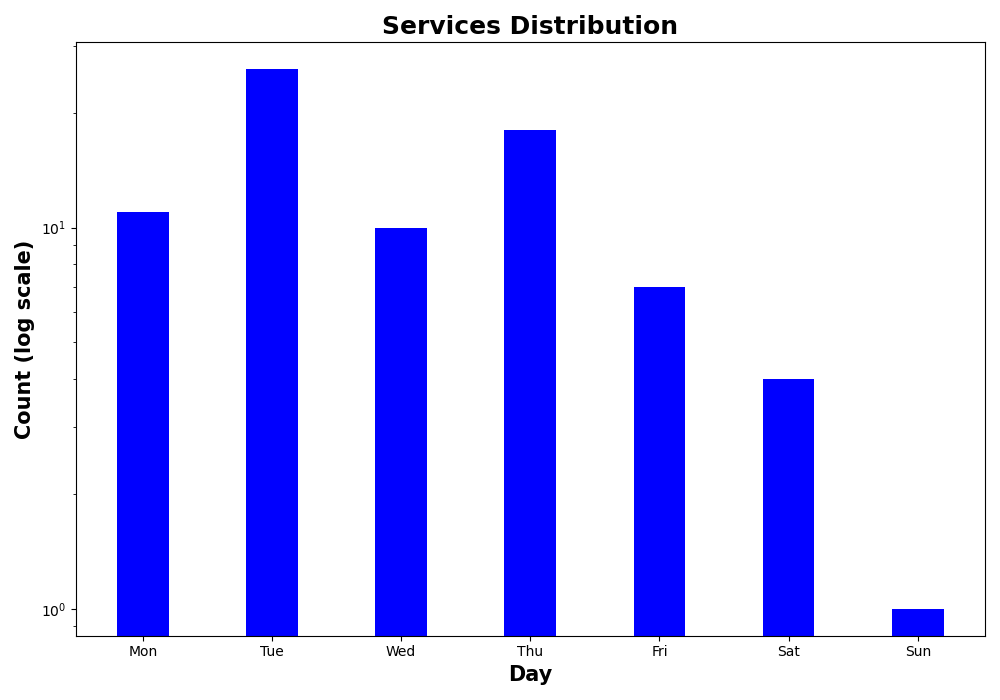 Services Distribution
Count (log scale)
10¹
10⁰
Mon Tue Wed Thu Fri Sat Sun
Day